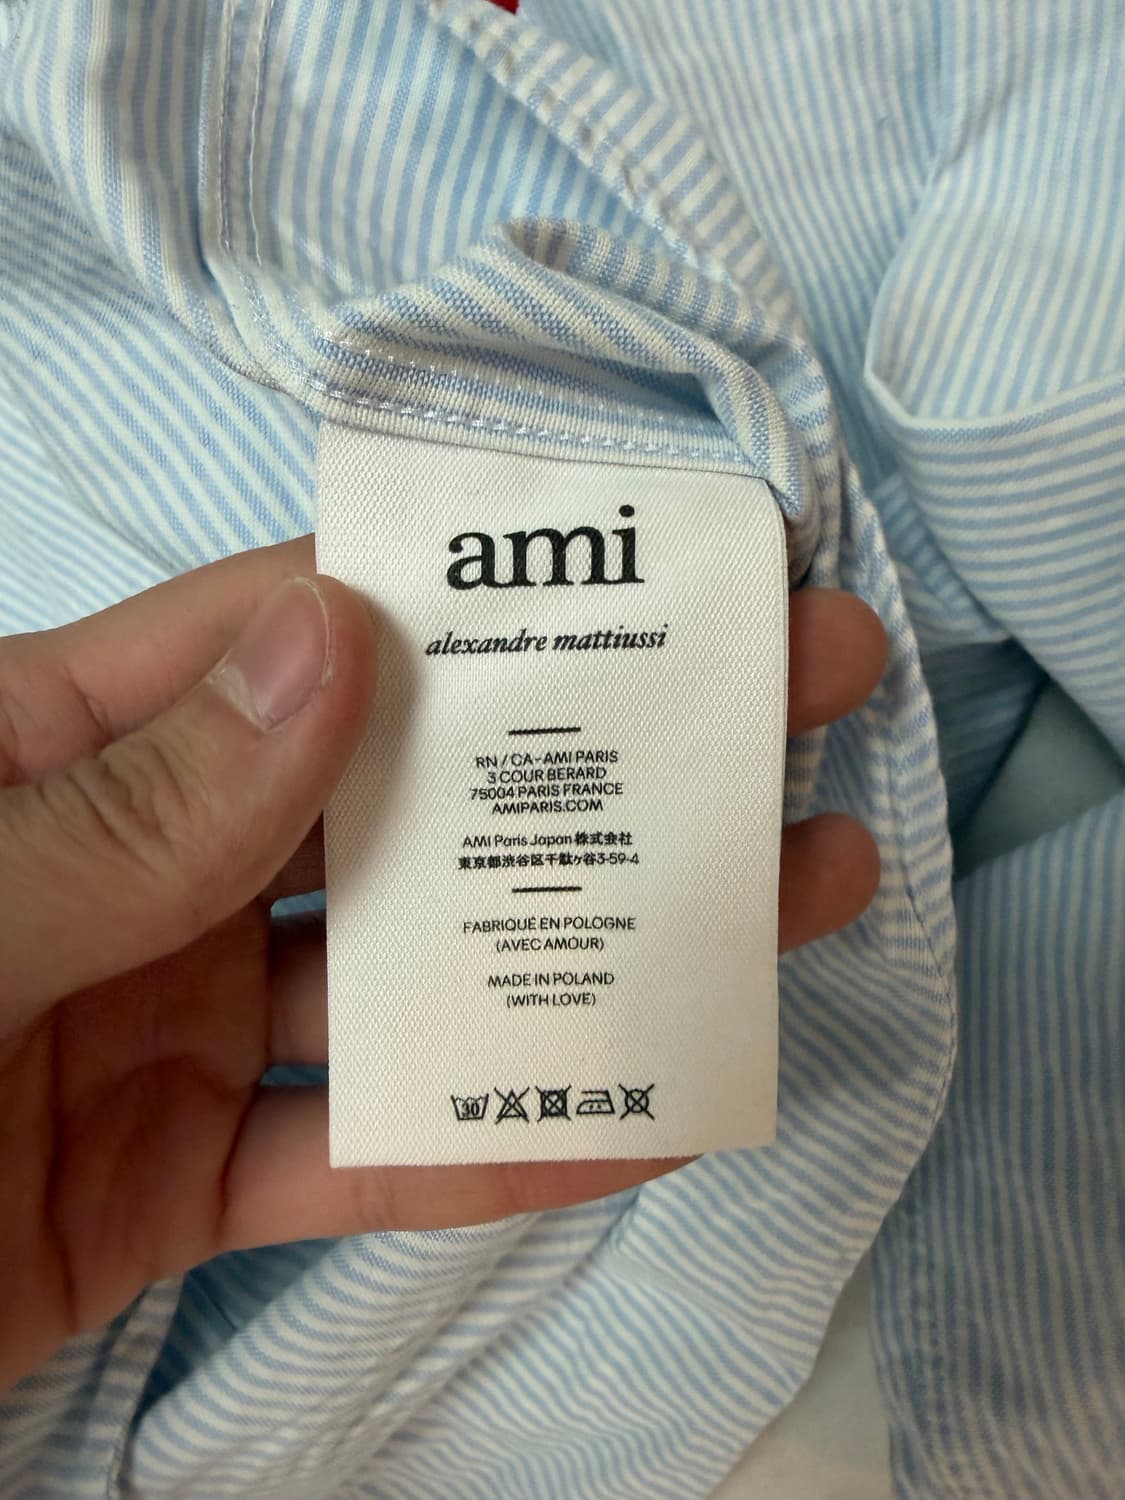 ami
alexandre mattiussi
RN / CA-AMI PARIS
3 COUR BERARD
75004 PARIS FRANCE
AMIPARIS.COM
AMI Paris Japan 株式会社
東京都渋谷区千駄ヶ谷3-59-4
FABRIQUÉ EN POLOGNE
(AVEC AMOUR)
MADE IN POLAND
(WITH LOVE)
30